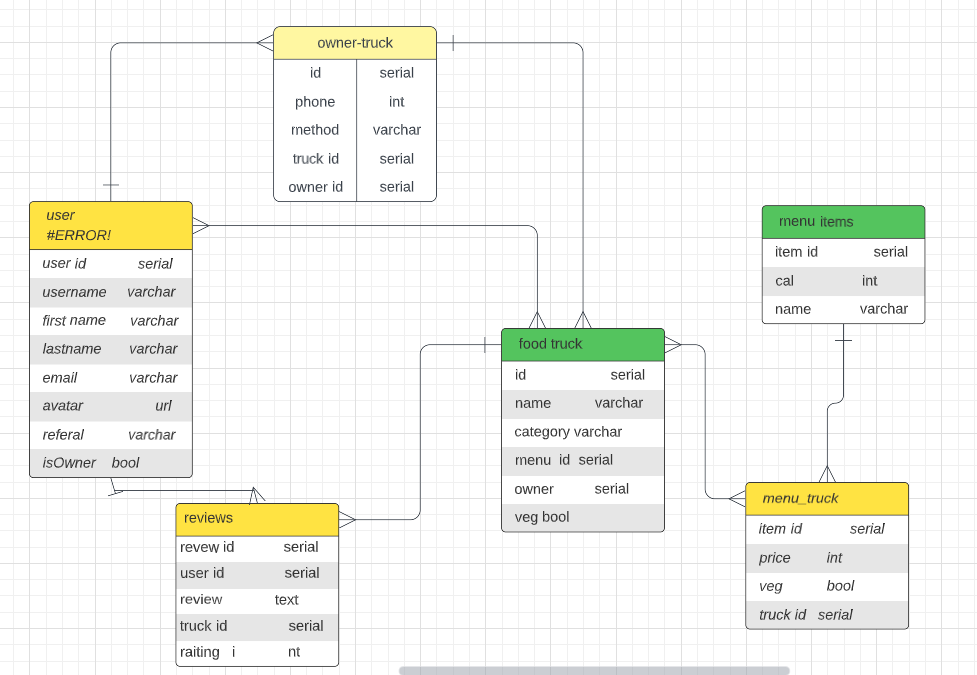 owner-truck
id serial
phone int
method varchar
truck id serial
owner id serial
user
#ERROR!
user id serial
username varchar
first name varchar
lastname varchar
email varchar
avatar url
referal varchar
isOwner bool
menu items
item id serial
cal int
name varchar
food truck
id serial
name varchar
category varchar
menu id serial
owner serial
veg bool
reviews
revew id serial
user id serial
review text
truck id serial
raiting i nt
menu_truck
item id serial
price int
veg bool
truck id serial